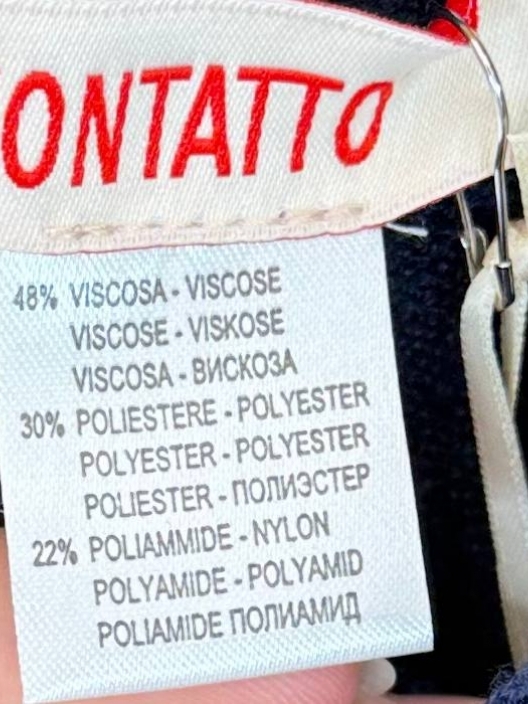 ONTATTO
48% VISCOSA - VISCOSE
VISCOSE - VISKOSE
VISCOSA - ВИСКОЗА
30% POLIESTERE - POLYESTER
POLYESTER - POLYESTER
POLIESTER - ПОЛИЭСТЕР
22% POLIAMMIDE - NYLON
POLYAMIDE - POLYAMID
POLIAMIDE ПОЛИАМИД